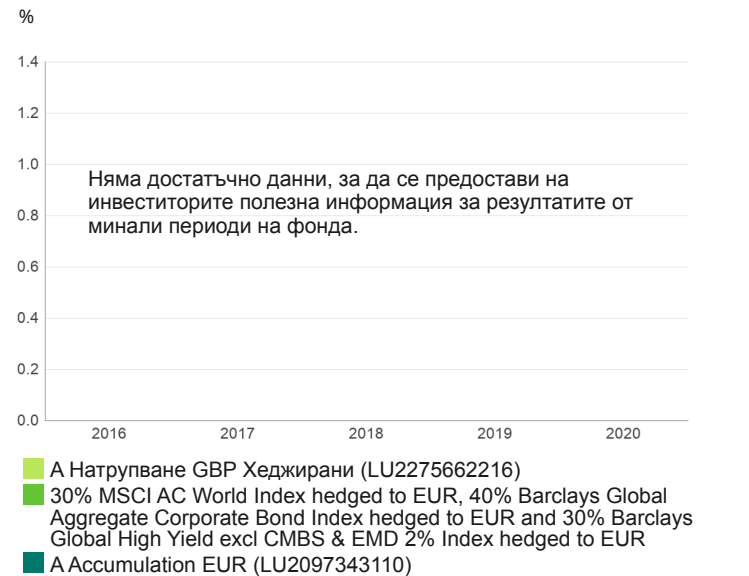 %
1.4
1.2
1.0
0.8
0.6
0.4
0.2
0.0
Няма достатъчно данни, за да се предостави на
инвеститорите полезна информация за резултатите от
минали периоди на фонда.
2016 2017 2018 2019 2020
А Натрупване GBP Хеджирани (LU2275662216)
30% MSCI AC World Index hedged to EUR, 40% Barclays Global
Aggregate Corporate Bond Index hedged to EUR and 30% Barclays
Global High Yield excl CMBS & EMD 2% Index hedged to EUR
A Accumulation EUR (LU2097343110)